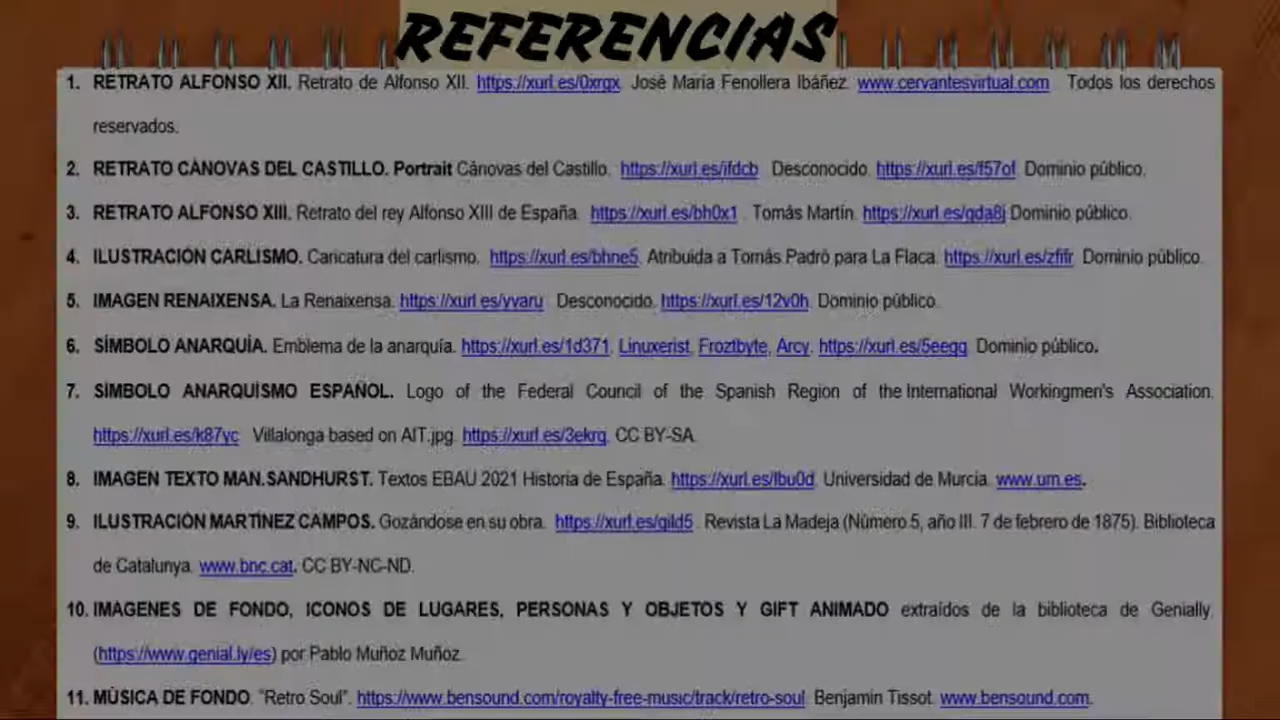 REFERENCIAS
1. RETRATO ALFONSO XII. Retrato de Alfonso XII. https://xurl.es/0xrqx. José María Fenollera Ibáñez. www.cervantesvirtual.com. Todos los derechos
reservados.
2. RETRATO CÁNOVAS DEL CASTILLO. Portrait Cánovas del Castillo. https://xurl.es/ifdcb. Desconocido. https://xurl.es/f57of. Dominio público.
3. RETRATO ALFONSO XIII. Retrato del rey Alfonso XIII de España. https://xurl.es/bh0x1. Tomás Martín. https://xurl.es/gda8j Dominio público.
4. ILUSTRACIÓN CARLISMO. Caricatura del carlismo. https://xurl.es/bhne5. Atribuida a Tomás Padró para La Flaca. https://xurl.es/zfifr. Dominio público.
5. IMAGEN RENAIXENSA. La Renaixensa. https://xurl.es/yvaru. Desconocido. https://xurl.es/12v0h. Dominio público.
6. SÍMBOLO ANARQUÍA. Emblema de la anarquía. https://xurl.es/1d371. Linuxerist, Froztbyte, Arcy. https://xurl.es/5eegq. Dominio público.
7. SÍMBOLO ANARQUISMO ESPAÑOL. Logo of the Federal Council of the Spanish Region of the International Workingmen's Association.
https://xurl.es/k87yc. Villalonga based on AIT.jpg. https://xurl.es/3ekrq. CC BY-SA.
8. IMAGEN TEXTO MAN.SANDHURST. Textos EBAU 2021 Historia de España. https://xurl.es/lbu0d. Universidad de Murcia. www.um.es.
9. ILUSTRACIÓN MARTÍNEZ CAMPOS. Gozándose en su obra. https://xurl.es/qild5. Revista La Madeja (Número 5, año III. 7 de febrero de 1875). Biblioteca
de Catalunya. www.bnc.cat. CC BY-NC-ND.
10. IMAGENES DE FONDO, ICONOS DE LUGARES, PERSONAS Y OBJETOS Y GIFT ANIMADO extraídos de la biblioteca de Genially.
(https://www.genial.ly/es) por Pablo Muñoz Muñoz.
11. MÚSICA DE FONDO. "Retro Soul". https://www.bensound.com/royalty-free-music/track/retro-soul. Benjamin Tissot. www.bensound.com.